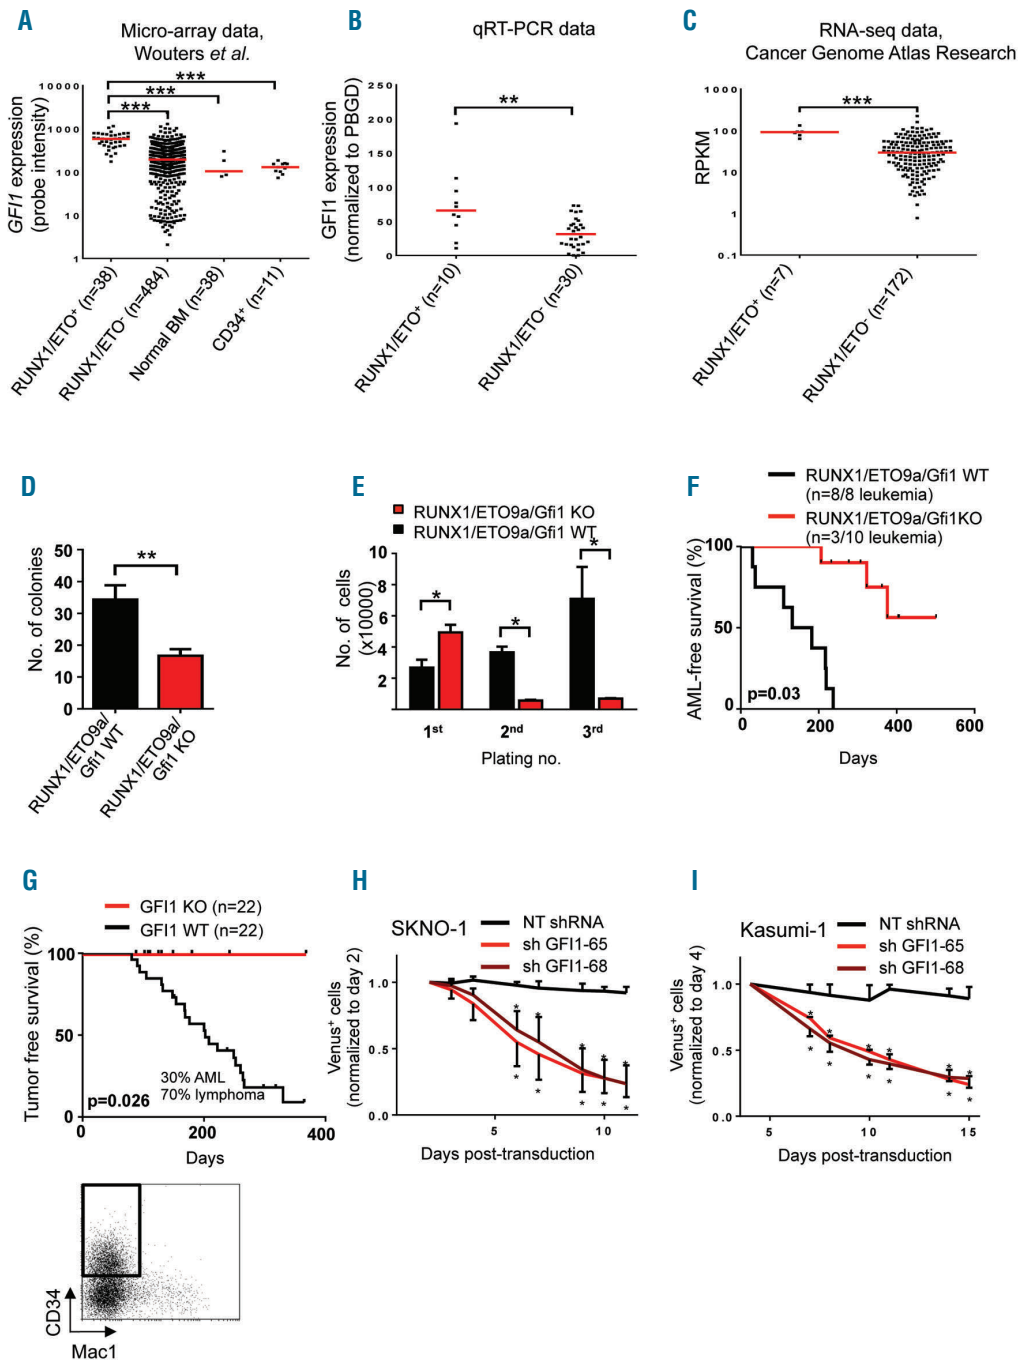 A
Micro-array data,
Wouters et al.
***
***
***
10000
1000
100
10
1
GFI1 expression
(probe intensity)
RUNX1/ETO+ (n=38)
RUNX1/ETO- (n=484)
Normal BM (n=38)
CD34+ (n=11)
B
qRT-PCR data
**
250
200
150
100
50
0
GFI1 expression
(normalized to PBGD)
RUNX1/ETO+ (n=10)
RUNX1/ETO- (n=30)
C
RNA-seq data,
Cancer Genome Atlas Research
***
1000
100
10
1
0.1
RPKM
RUNX1/ETO+ (n=7)
RUNX1/ETO- (n=172)
D
**
50
40
30
20
10
0
No. of colonies
RUNX1/ETO9a/
Gfi1 WT
RUNX1/ETO9a/
Gfi1 KO
E
RUNX1/ETO9a/Gfi1 KO
RUNX1/ETO9a/Gfi1 WT
*
*
*
10
8
6
4
2
No. of cells
(x10000)
1st
2nd
3rd
Plating no.
F
RUNX1/ETO9a/Gfi1 WT
(n=8/8 leukemia)
RUNX1/ETO9a/Gfi1KO
(n=3/10 leukemia)
100
50
0
AML-free survival (%)
p=0.03
0
200
400
600
Days
G
GFI1 KO (n=22)
GFI1 WT (n=22)
100
50
0
Tumor free survival (%)
30% AML
70% lymphoma
p=0.026
0
200
400
Days
CD34
Mac1
H
SKNO-1
NT shRNA
sh GFI1-65
sh GFI1-68
1.0
0.5
0.0
Venus+ cells
(normalized to day 2)
* * * * *
* * * * *
5
10
Days post-transduction
I
Kasumi-1
NT shRNA
sh GFI1-65
sh GFI1-68
1.0
0.5
0.0
Venus+ cells
(normalized to day 4)
* * * * * *
* * * * * *
5
10
15
Days post-transduction